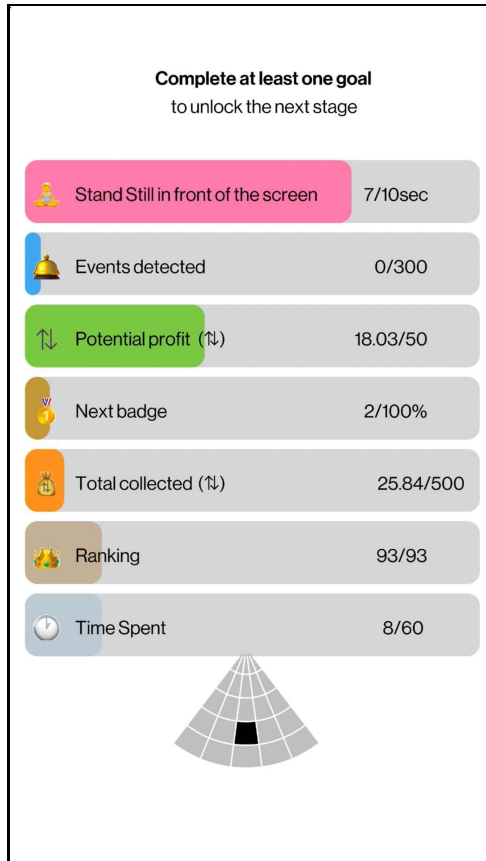 Complete at least one goal
to unlock the next stage
Stand Still in front of the screen 7/10sec
Events detected 0/300
Potential profit (⇅) 18.03/50
Next badge 2/100%
Total collected (⇅) 25.84/500
Ranking 93/93
Time Spent 8/60